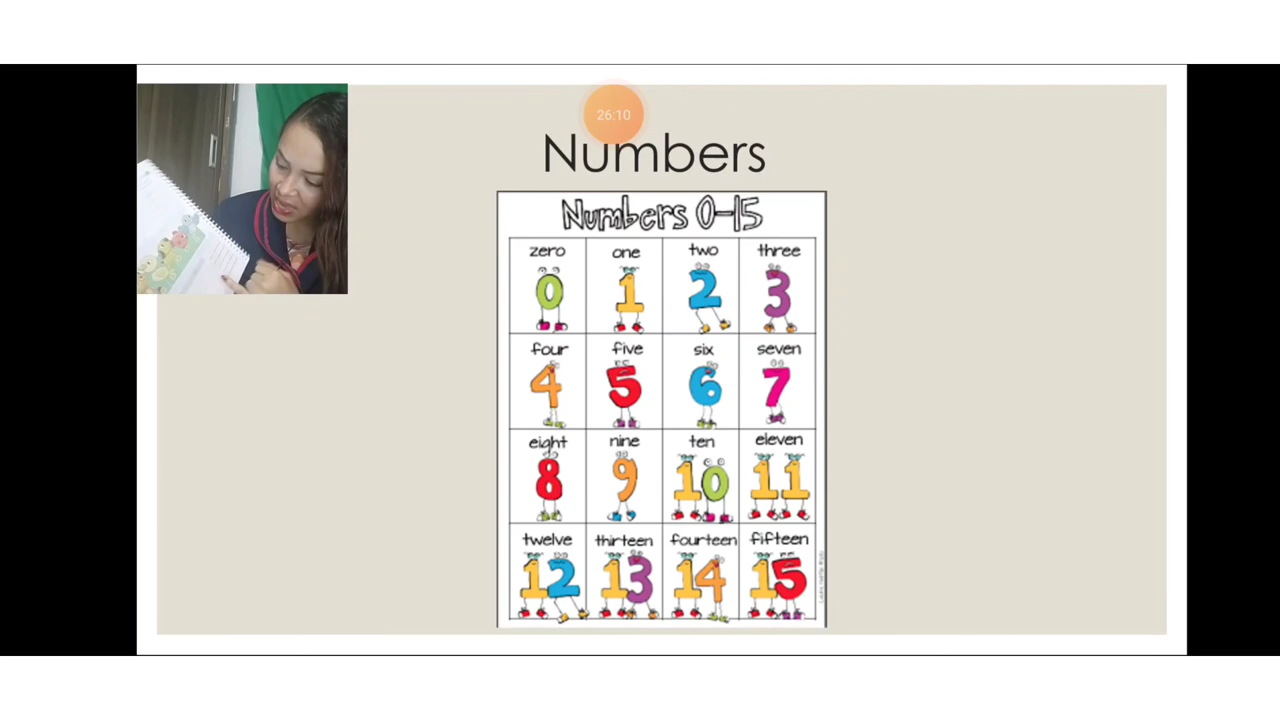 26:10
Numbers
Numbers 0-15
zero one two three
0 1 2 3
four five six seven
4 5 6 7
eight nine ten eleven
8 9 10 11
twelve thirteen fourteen fifteen
12 13 14 15